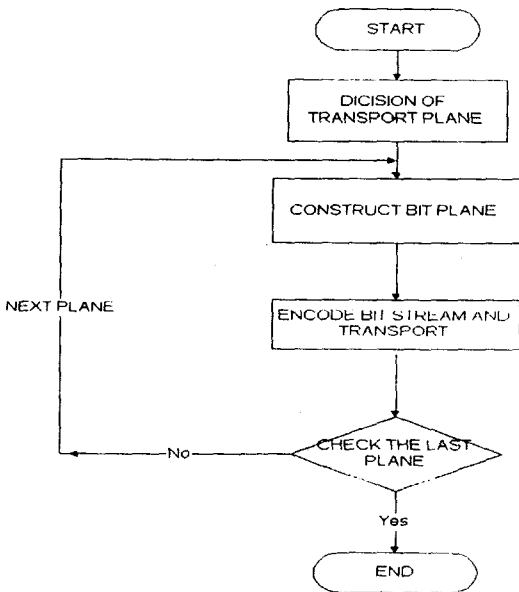 START
DICISION OF
TRANSPORT PLANE
CONSTRUCT BIT PLANE
NEXT PLANE
ENCODE BIT STREAM AND
TRANSPORT
CHECK THE LAST
PLANE
No
Yes
END